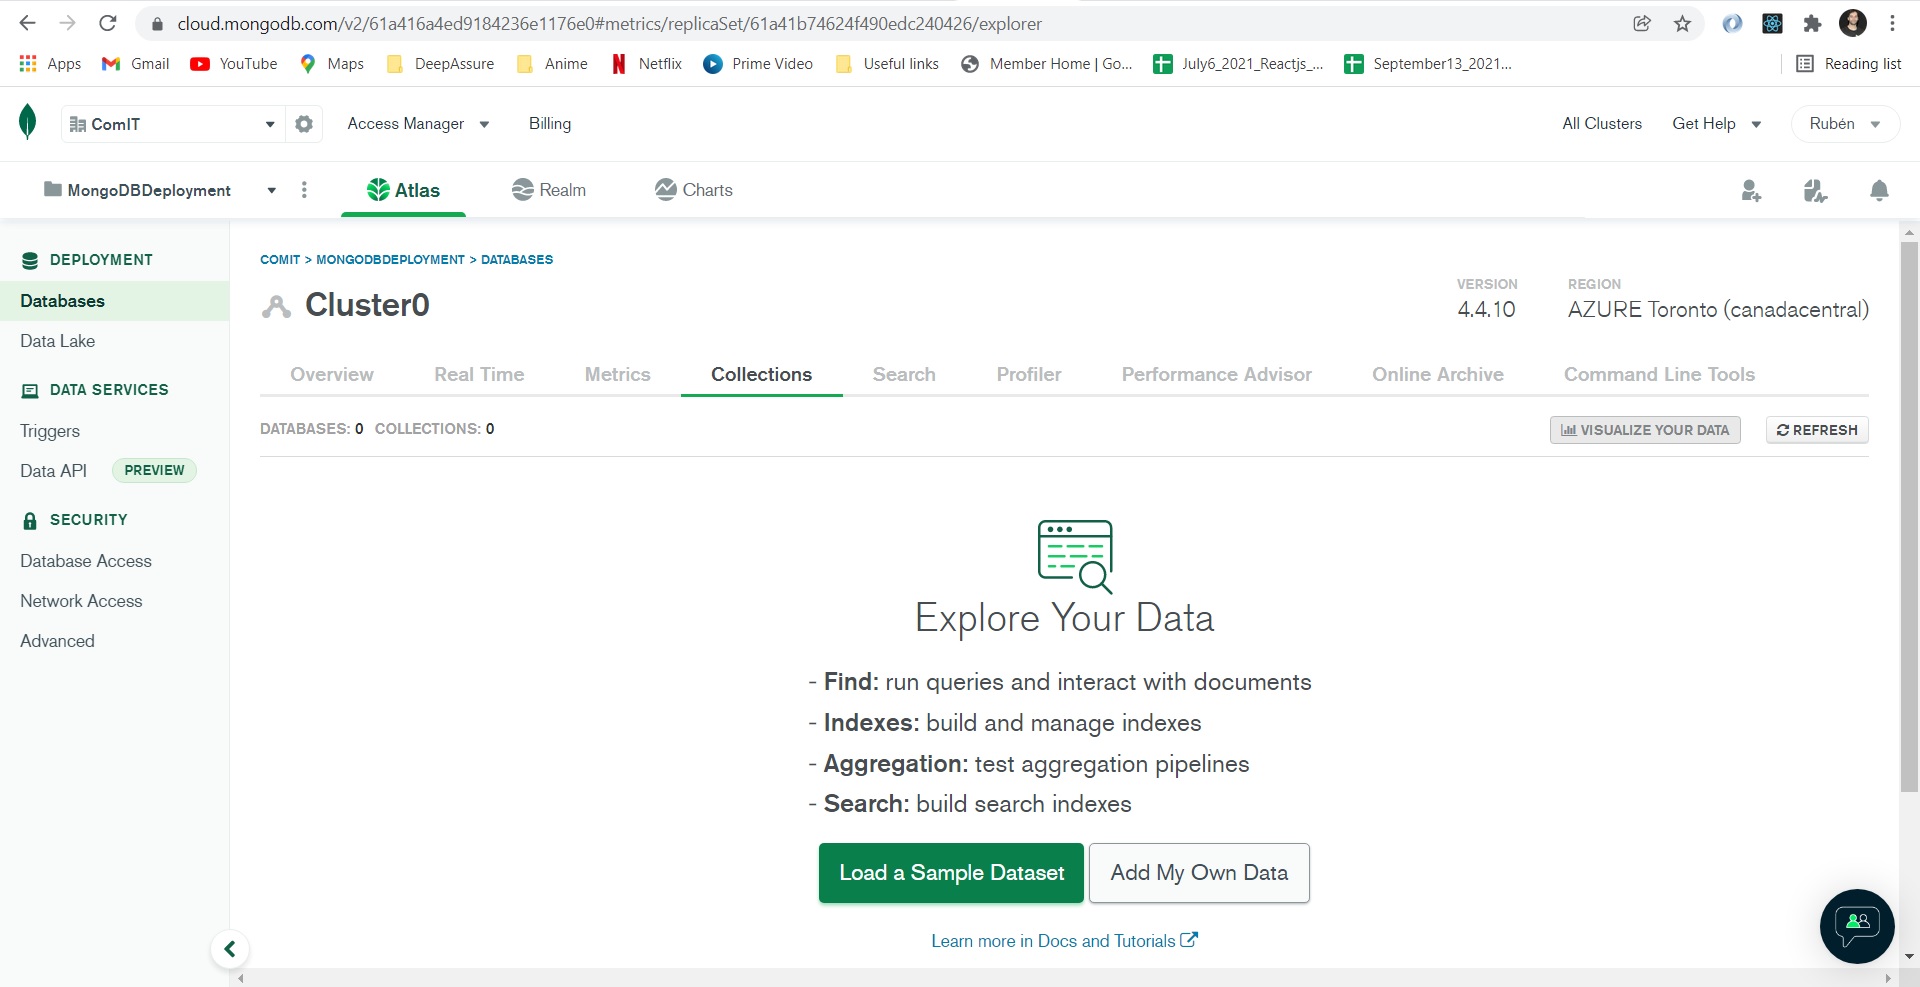 cloud.mongodb.com/v2/61a416a4ed9184236e1176e0#metrics/replicaSet/61a41b74624f490edc240426/explorer
Apps Gmail YouTube Maps DeepAssure Anime Netflix Prime Video Useful links Member Home | Go... July6_2021_Reactjs_... September13_2021... Reading list
ComIT Access Manager Billing All Clusters Get Help Rubén
MongoDBDeployment Atlas Realm Charts
DEPLOYMENT
Databases
Data Lake
DATA SERVICES
Triggers
Data API PREVIEW
SECURITY
Database Access
Network Access
Advanced
COMIT > MONGODBDEPLOYMENT > DATABASES
Cluster0
VERSION
4.4.10
REGION
AZURE Toronto (canadacentral)
Overview Real Time Metrics Collections Search Profiler Performance Advisor Online Archive Command Line Tools
DATABASES: 0 COLLECTIONS: 0 VISUALIZE YOUR DATA REFRESH
Explore Your Data
- Find: run queries and interact with documents
- Indexes: build and manage indexes
- Aggregation: test aggregation pipelines
- Search: build search indexes
Load a Sample Dataset Add My Own Data
Learn more in Docs and Tutorials